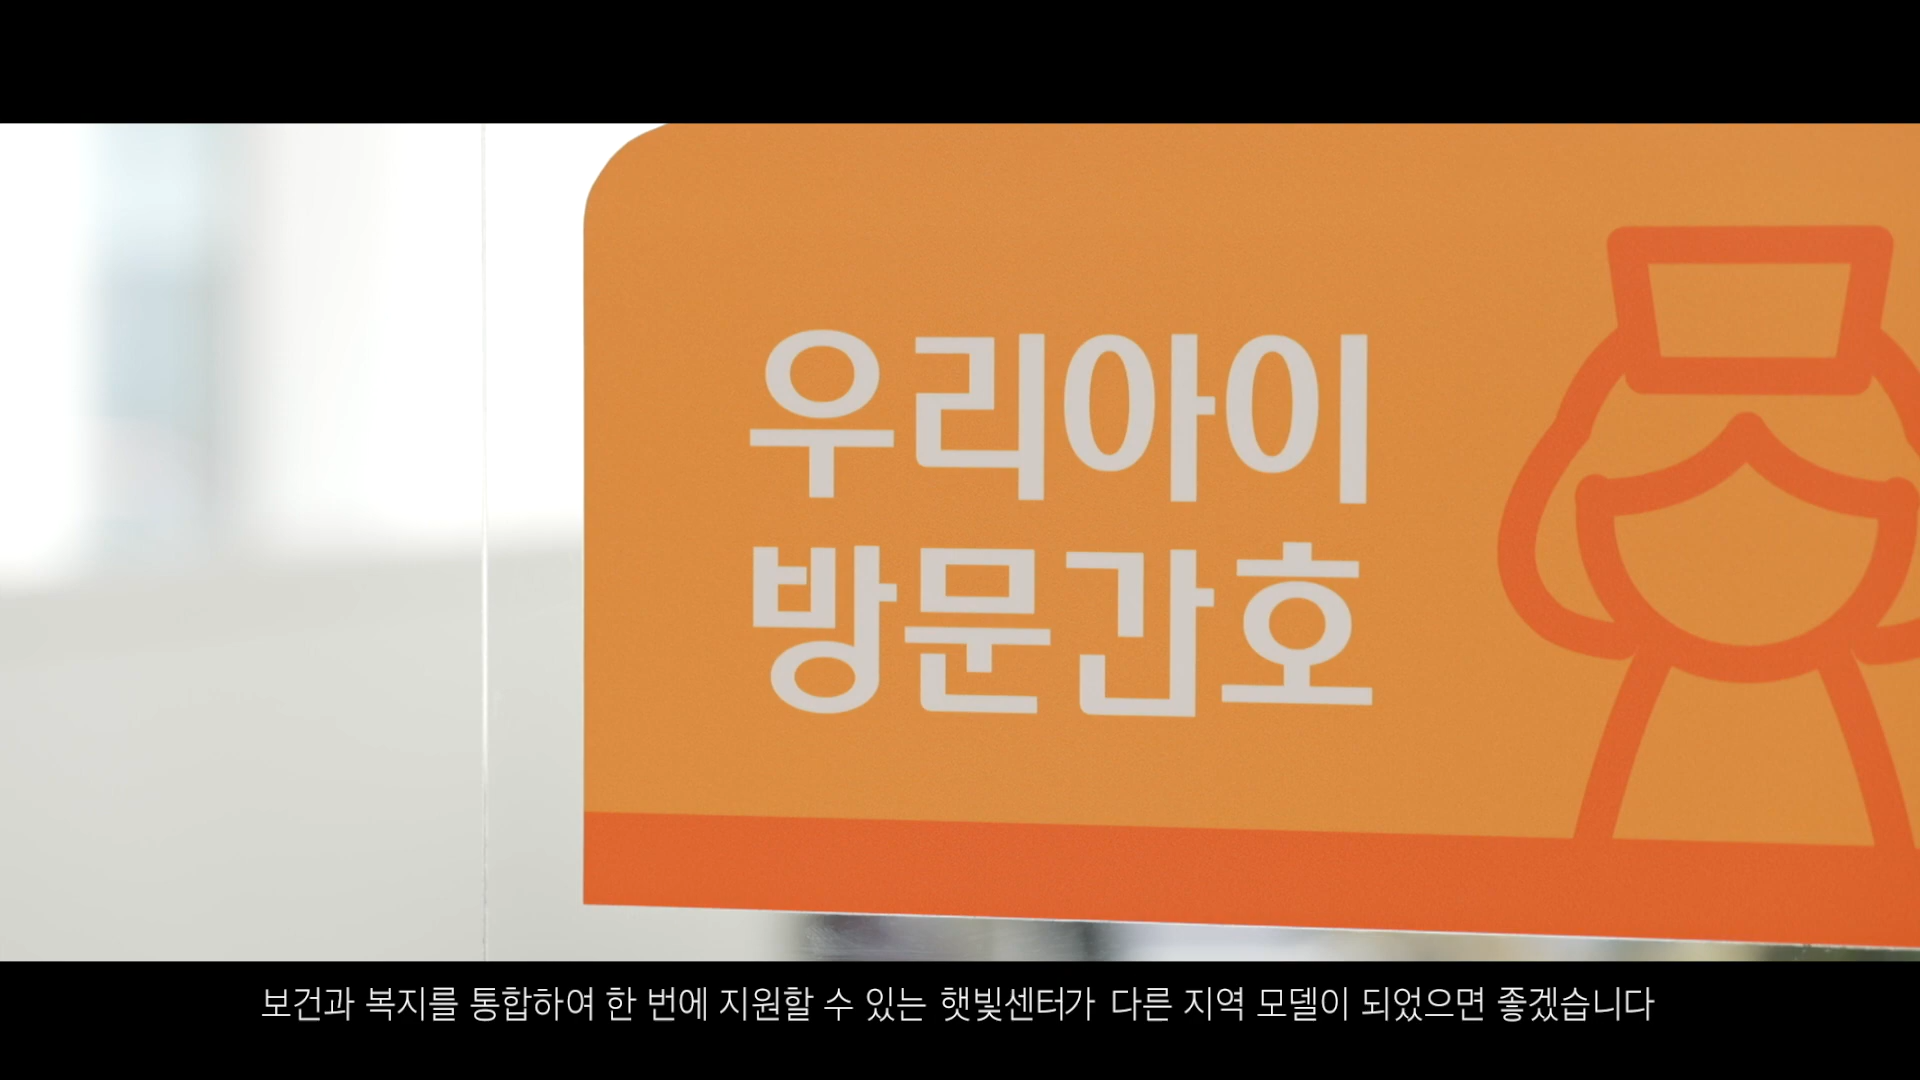 우리아이
방문간호
보건과 복지를 통합하여 한 번에 지원할 수 있는 햇빛센터가 다른 지역 모델이 되었으면 좋겠습니다